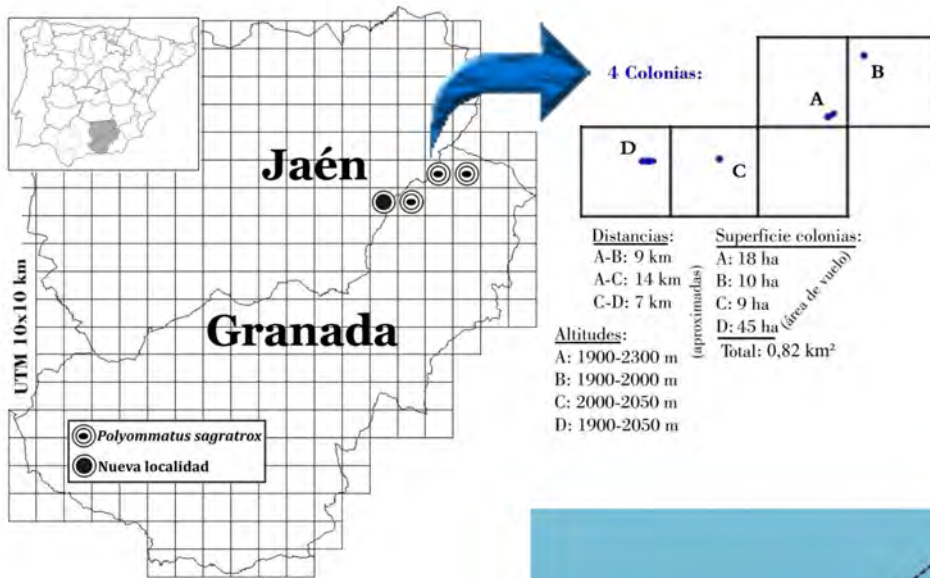 Jaén
Granada
UTM 10x10 km
Polyommatus sagratrox
Nueva localidad
4 Colonias:
A
B
D
C
Distancias:
A-B: 9 km
A-C: 14 km
C-D: 7 km
(aproximadas)
Altitudes:
A: 1900-2300 m
B: 1900-2000 m
C: 2000-2050 m
D: 1900-2050 m
Superficie colonias:
A: 18 ha
B: 10 ha
C: 9 ha
D: 45 ha
(área de vuelo)
Total: 0,82 km²